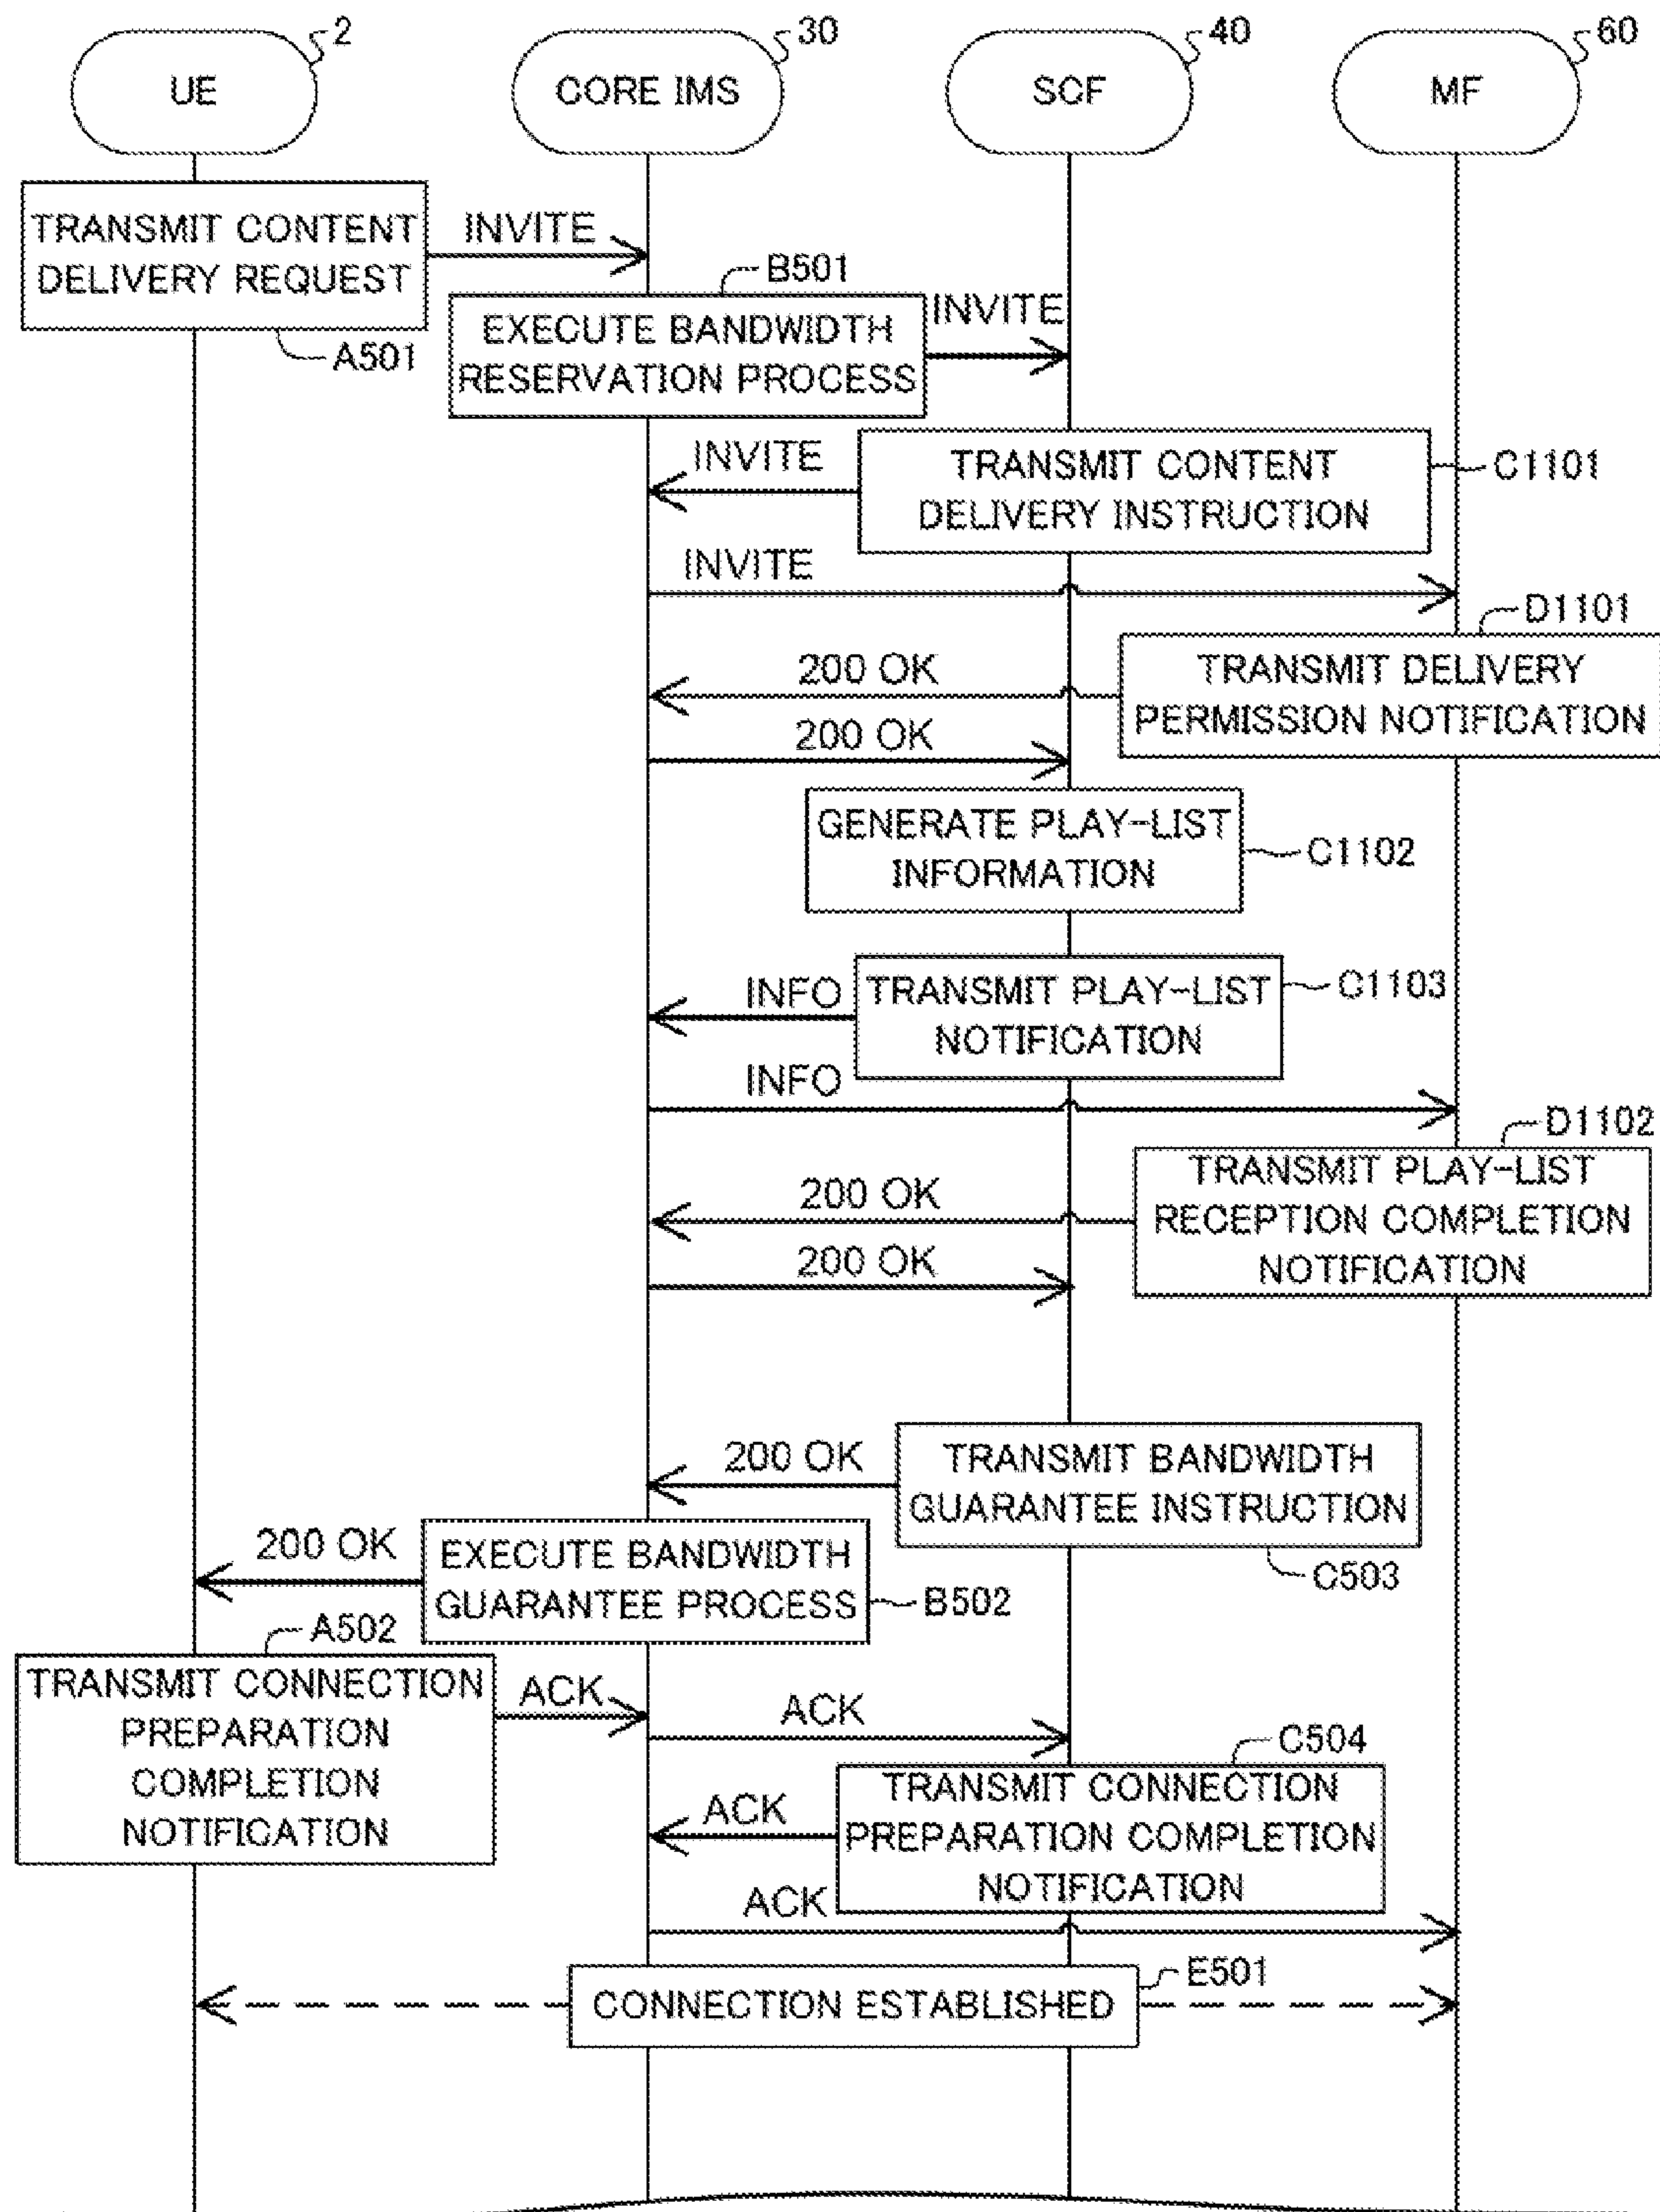 2
30
40
60
UE
CORE IMS
SCF
MF
TRANSMIT CONTENT
DELIVERY REQUEST
INVITE
A501
B501
EXECUTE BANDWIDTH
RESERVATION PROCESS
INVITE
INVITE
TRANSMIT CONTENT
DELIVERY INSTRUCTION
C1101
INVITE
D1101
200 OK
TRANSMIT DELIVERY
PERMISSION NOTIFICATION
200 OK
GENERATE PLAY-LIST
INFORMATION
C1102
INFO
TRANSMIT PLAY-LIST
NOTIFICATION
C1103
INFO
D1102
200 OK
TRANSMIT PLAY-LIST
RECEPTION COMPLETION
NOTIFICATION
200 OK
200 OK
TRANSMIT BANDWIDTH
GUARANTEE INSTRUCTION
C503
200 OK
EXECUTE BANDWIDTH
GUARANTEE PROCESS
B502
A502
TRANSMIT CONNECTION
PREPARATION
COMPLETION
NOTIFICATION
ACK
ACK
C504
ACK
TRANSMIT CONNECTION
PREPARATION COMPLETION
NOTIFICATION
ACK
E501
CONNECTION ESTABLISHED